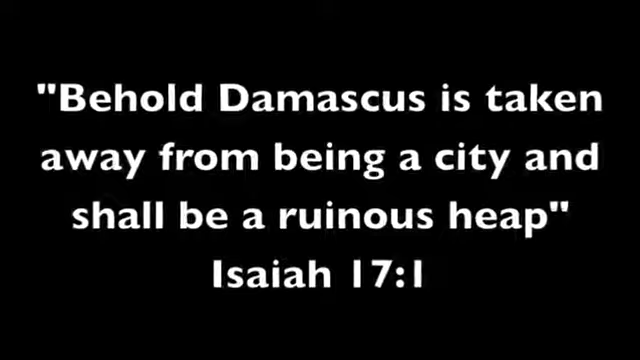 "Behold Damascus is taken
away from being a city and
shall be a ruinous heap"
Isaiah 17:1